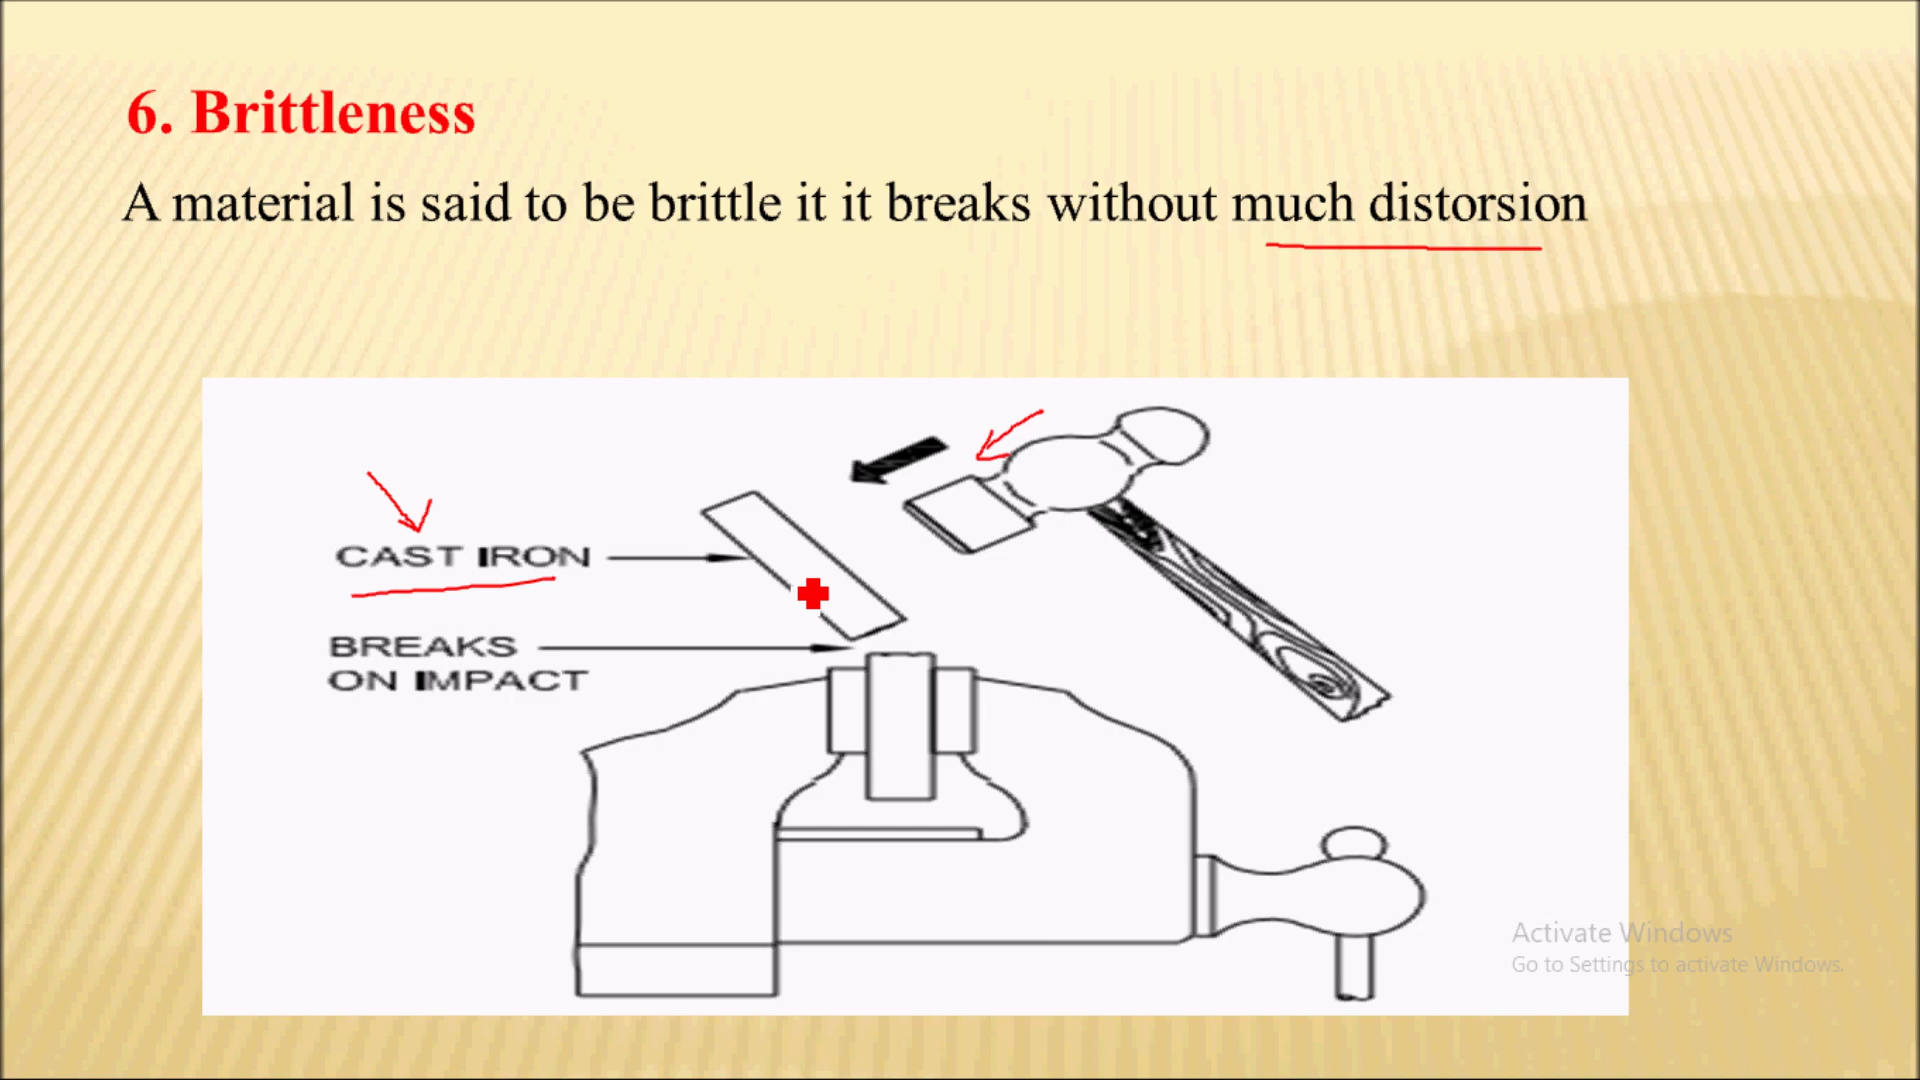 6. Brittleness
A material is said to be brittle it it breaks without much distorsion
CAST IRON
BREAKS
ON IMPACT
Activate Windows
Go to Settings to activate Windows.